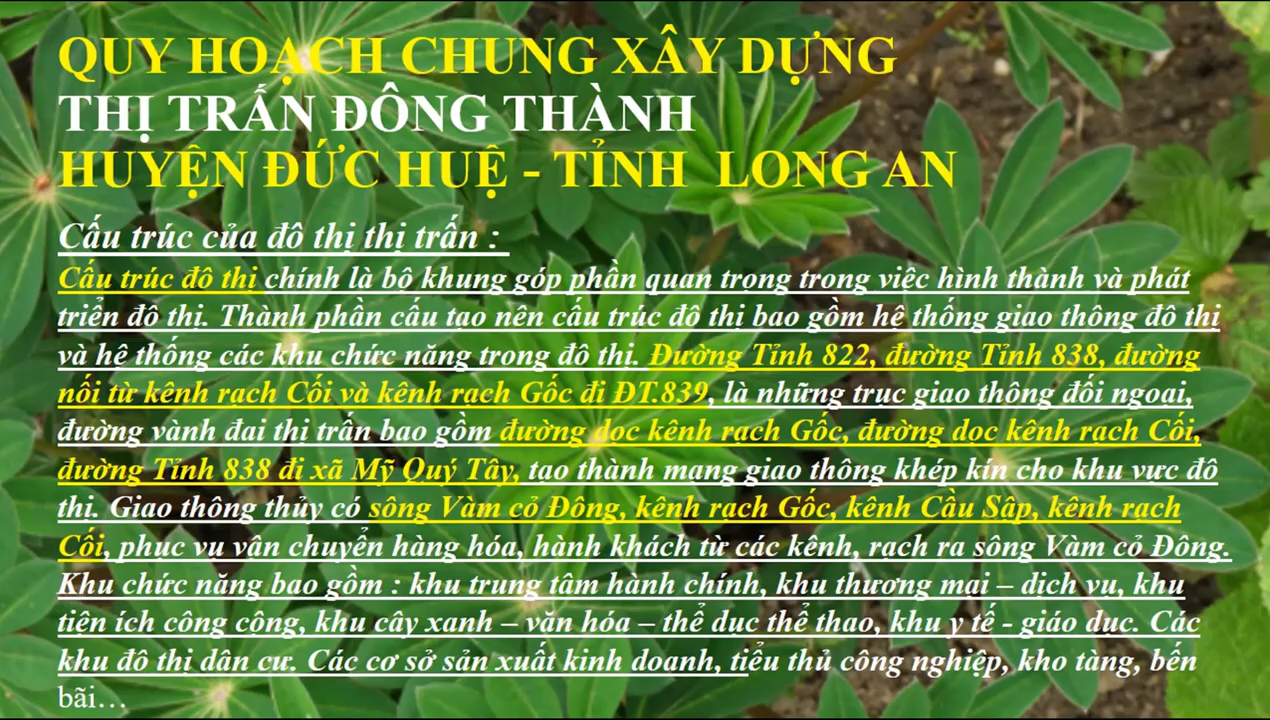 QUY HOẠCH CHUNG XÂY DỰNG
THỊ TRẤN ĐÔNG THÀNH
HUYỆN ĐỨC HUỆ - TỈNH LONG AN
Cấu trúc của đô thị thị trấn :
Cấu trúc đô thị chính là bộ khung góp phần quan trọng trong việc hình thành và phát
triển đô thị. Thành phần cấu tạo nên cấu trúc đô thị bao gồm hệ thống giao thông đô thị
và hệ thống các khu chức năng trong đô thị. Đường Tỉnh 822, đường Tỉnh 838, đường
nối từ kênh rạch Cối và kênh rạch Gốc đi ĐT.839, là những trục giao thông đối ngoại,
đường vành đai thị trấn bao gồm đường dọc kênh rạch Gốc, đường dọc kênh rạch Cối,
đường Tỉnh 838 đi xã Mỹ Quý Tây, tạo thành mạng giao thông khép kín cho khu vực đô
thị. Giao thông thủy có sông Vàm cỏ Đông, kênh rạch Gốc, kênh Cầu Sập, kênh rạch
Cối, phục vụ vận chuyển hàng hóa, hành khách từ các kênh, rạch ra sông Vàm cỏ Đông.
Khu chức năng bao gồm : khu trung tâm hành chính, khu thương mại – dịch vụ, khu
tiện ích công cộng, khu cây xanh – văn hóa – thể dục thể thao, khu y tế - giáo dục. Các
khu đô thị dân cư. Các cơ sở sản xuất kinh doanh, tiểu thủ công nghiệp, kho tàng, bến
bãi…